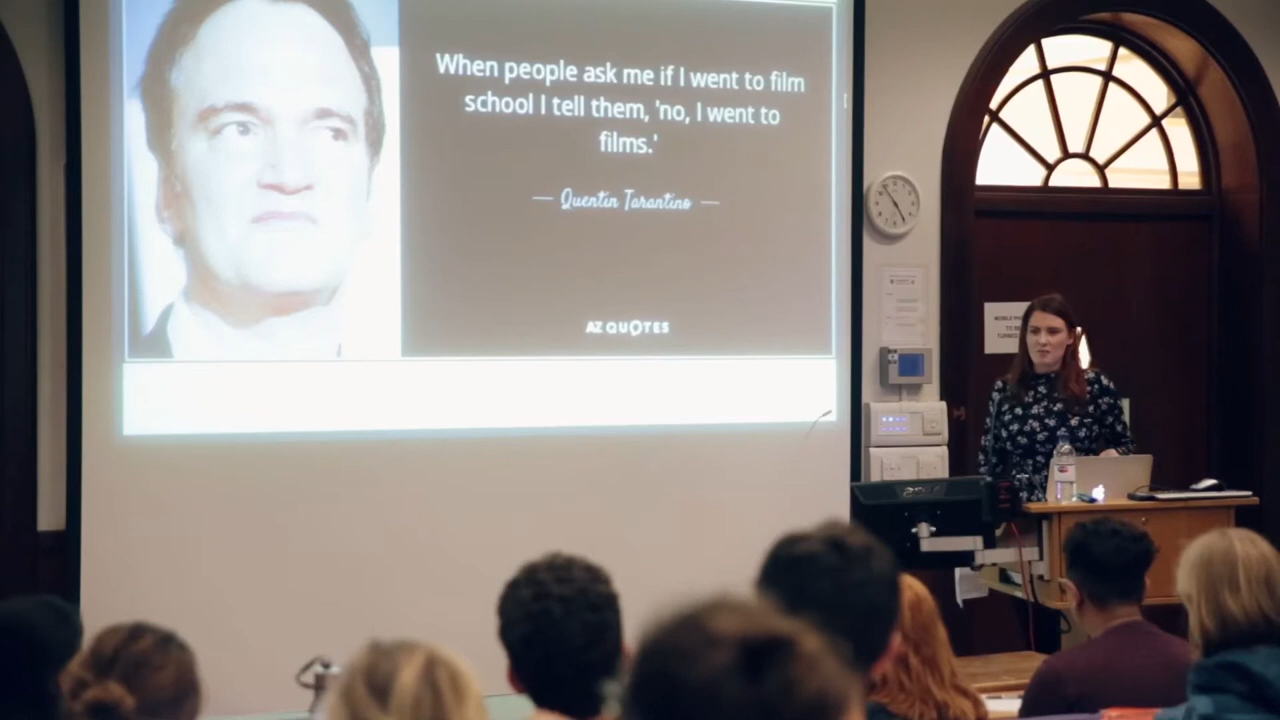 When people ask me if I went to film
school I tell them, 'no, I went to
films.'
— Quentin Tarantino —
AZ QUOTES